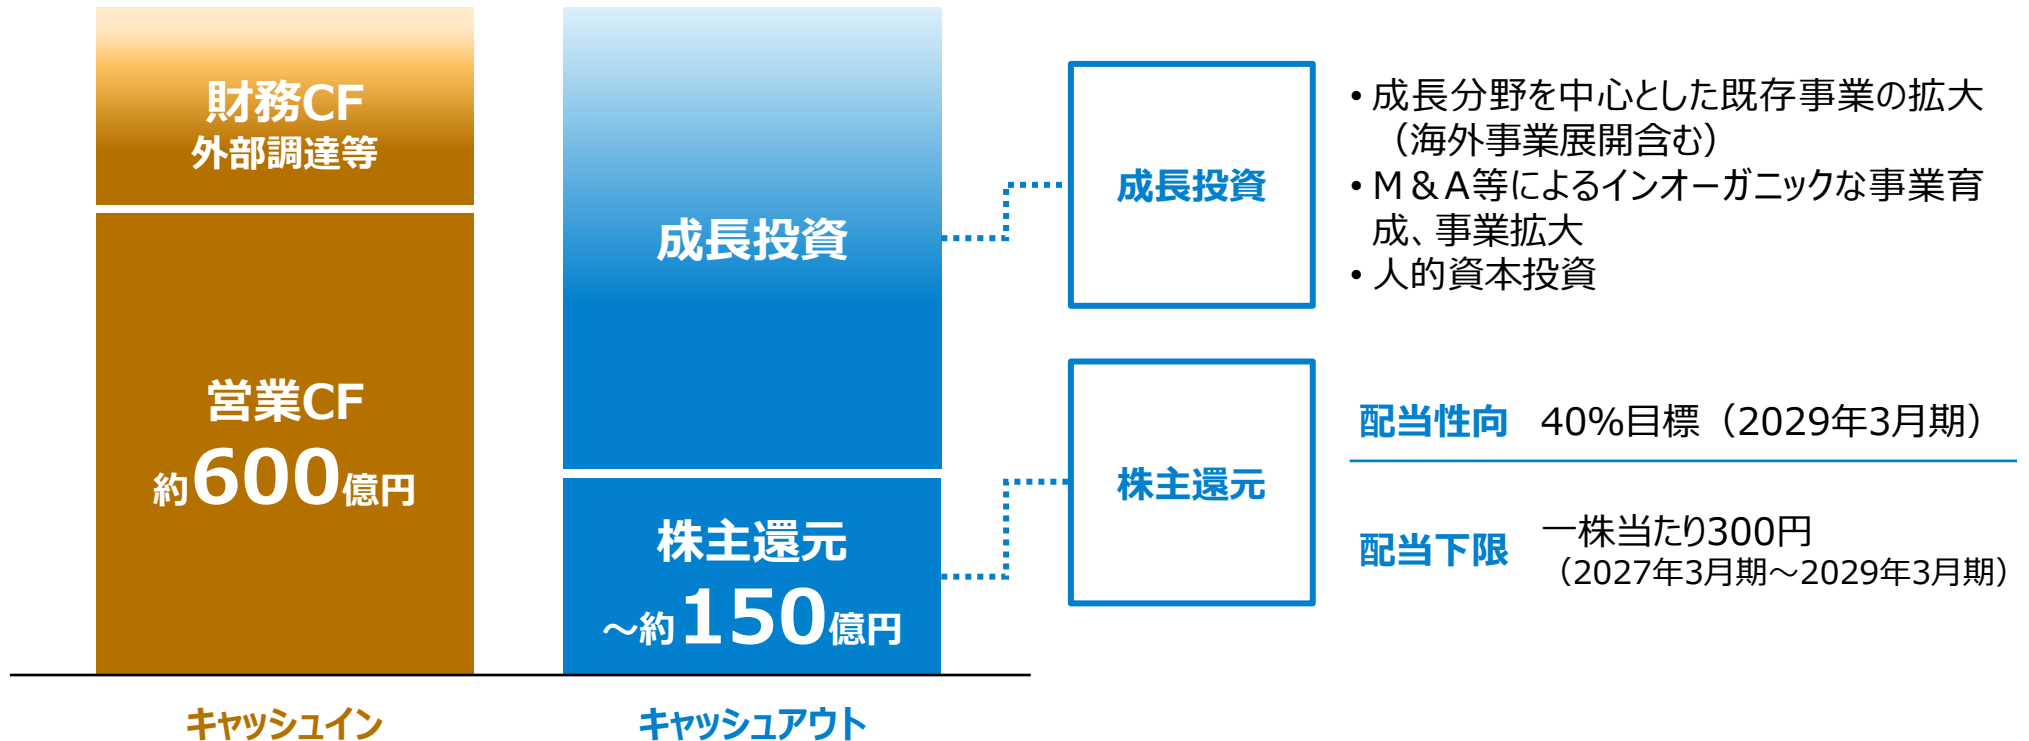 財務CF
外部調達等
営業CF
約600億円
キャッシュイン
成長投資
株主還元
～約150億円
キャッシュアウト
成長投資
• 成長分野を中心とした既存事業の拡大
（海外事業展開含む）
• M＆A等によるインオーガニックな事業育
成、事業拡大
• 人的資本投資
株主還元
配当性向 40%目標（2029年3月期）
配当下限 一株当たり300円
（2027年3月期～2029年3月期）